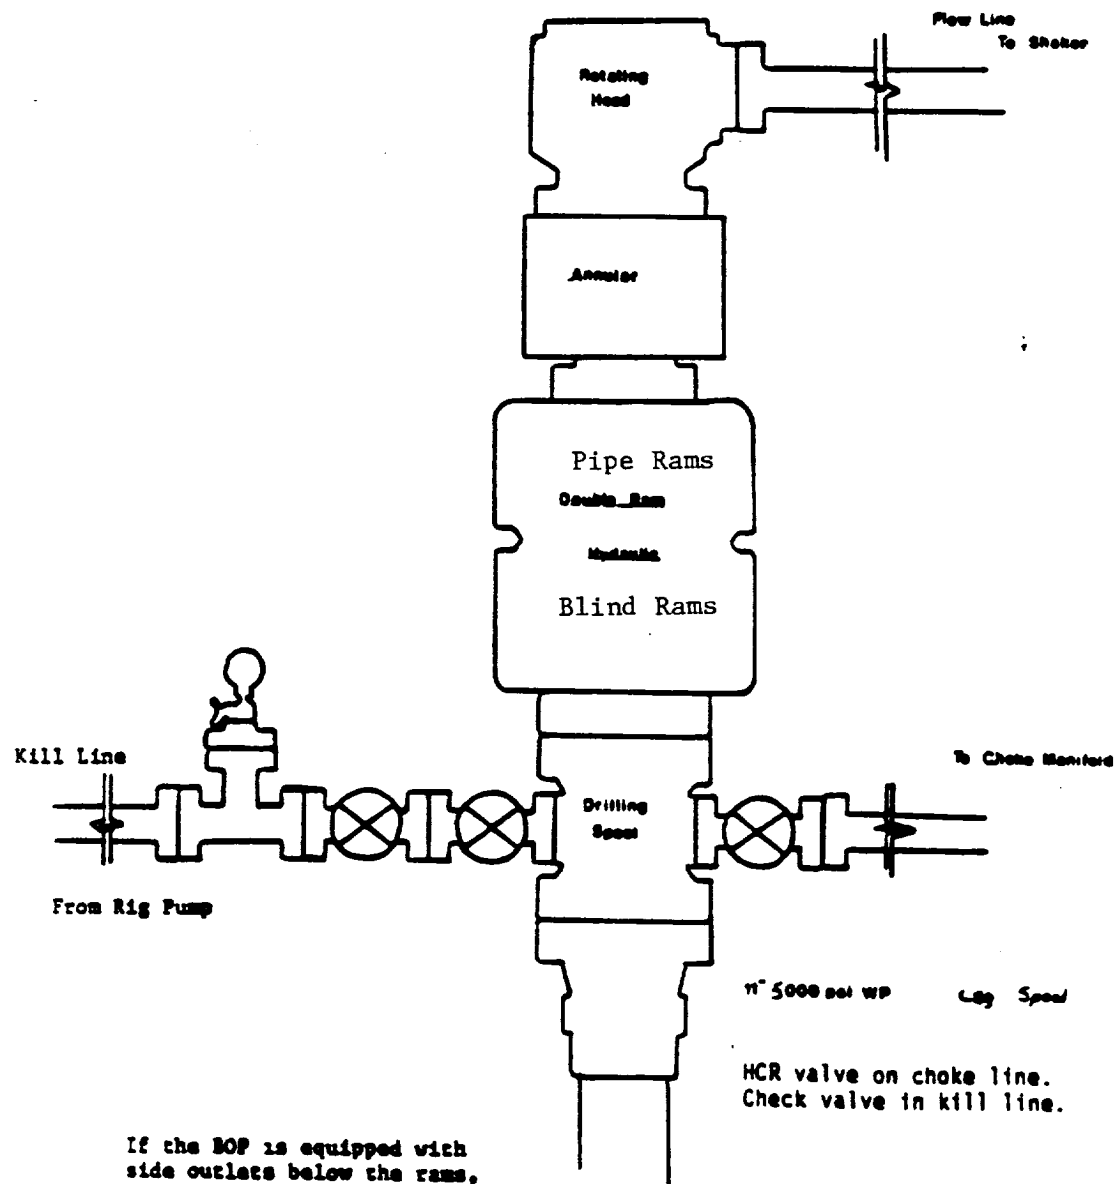 Flow Line
To Shaker
Rotating
Head
Annular
Pipe Rams
Double Ram
Hydraulic
Blind Rams
Kill Line
To Choke Manifold
Drilling
Spool
From Rig Pump
11" 5000 psi WP Csg Spool
HCR valve on choke line.
Check valve in kill line.
If the BOP is equipped with
side outlets below the rams,